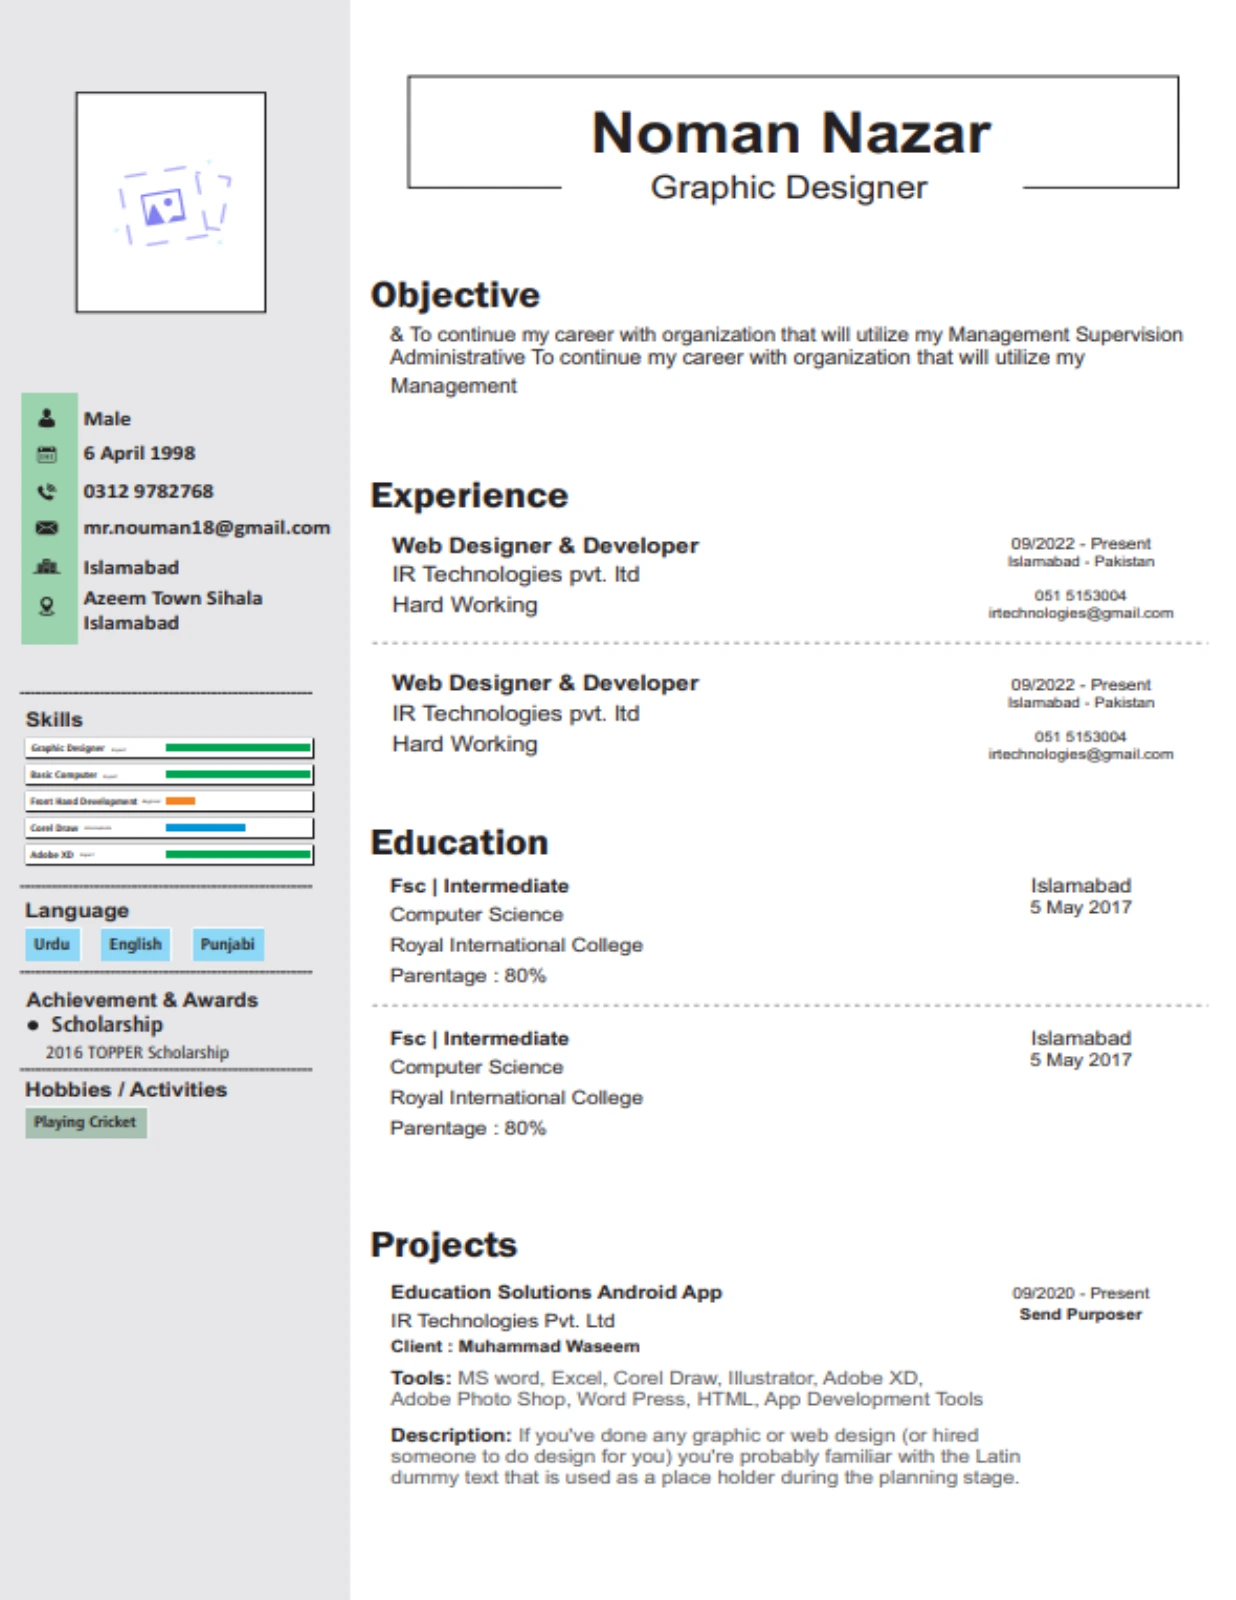 Noman Nazar
Graphic Designer
Male
6 April 1998
0312 9782768
mr.nouman18@gmail.com
Islamabad
Azeem Town Sihala
Islamabad
Skills
Graphic Designer Expert
Basic Computer Expert
Front Hand Development Beginner
Corel Draw
Adobe XD Expert
Language
Urdu English Punjabi
Achievement & Awards
● Scholarship
2016 TOPPER Scholarship
Hobbies / Activities
Playing Cricket
Objective
& To continue my career with organization that will utilize my Management Supervision
Administrative To continue my career with organization that will utilize my
Management
Experience
Web Designer & Developer
IR Technologies pvt. ltd
Hard Working
09/2022 - Present
Islamabad - Pakistan
051 5153004
irtechnologies@gmail.com
Web Designer & Developer
IR Technologies pvt. ltd
Hard Working
09/2022 - Present
Islamabad - Pakistan
051 5153004
irtechnologies@gmail.com
Education
Fsc | Intermediate
Computer Science
Royal International College
Parentage : 80%
Islamabad
5 May 2017
Fsc | Intermediate
Computer Science
Royal International College
Parentage : 80%
Islamabad
5 May 2017
Projects
Education Solutions Android App
IR Technologies Pvt. Ltd
Client : Muhammad Waseem
09/2020 - Present
Send Purposer
Tools: MS word, Excel, Corel Draw, Illustrator, Adobe XD,
Adobe Photo Shop, Word Press, HTML, App Development Tools
Description: If you've done any graphic or web design (or hired
someone to do design for you) you're probably familiar with the Latin
dummy text that is used as a place holder during the planning stage.